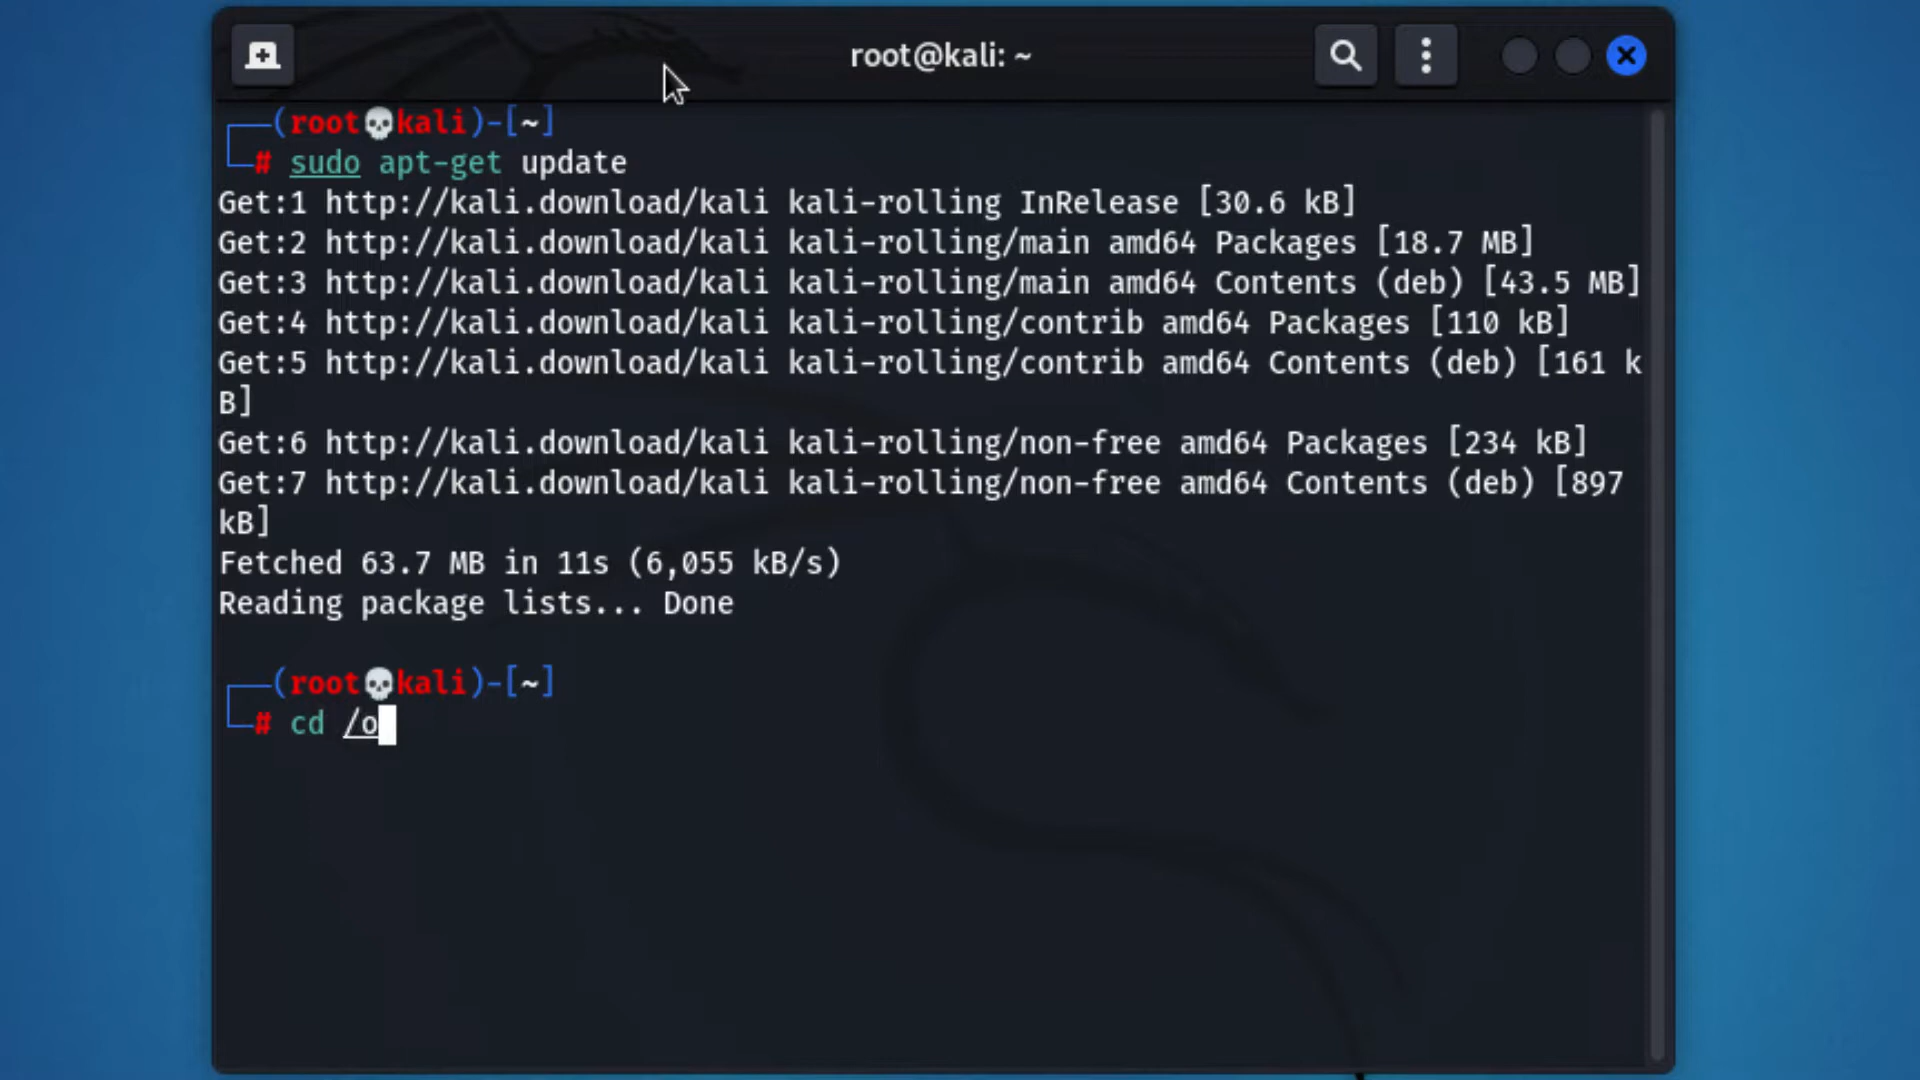 root@kali: ~
┌──(root💀kali)-[~]
└─# sudo apt-get update
Get:1 http://kali.download/kali kali-rolling InRelease [30.6 kB]
Get:2 http://kali.download/kali kali-rolling/main amd64 Packages [18.7 MB]
Get:3 http://kali.download/kali kali-rolling/main amd64 Contents (deb) [43.5 MB]
Get:4 http://kali.download/kali kali-rolling/contrib amd64 Packages [110 kB]
Get:5 http://kali.download/kali kali-rolling/contrib amd64 Contents (deb) [161 k
B]
Get:6 http://kali.download/kali kali-rolling/non-free amd64 Packages [234 kB]
Get:7 http://kali.download/kali kali-rolling/non-free amd64 Contents (deb) [897
kB]
Fetched 63.7 MB in 11s (6,055 kB/s)
Reading package lists... Done
┌──(root💀kali)-[~]
└─# cd /o